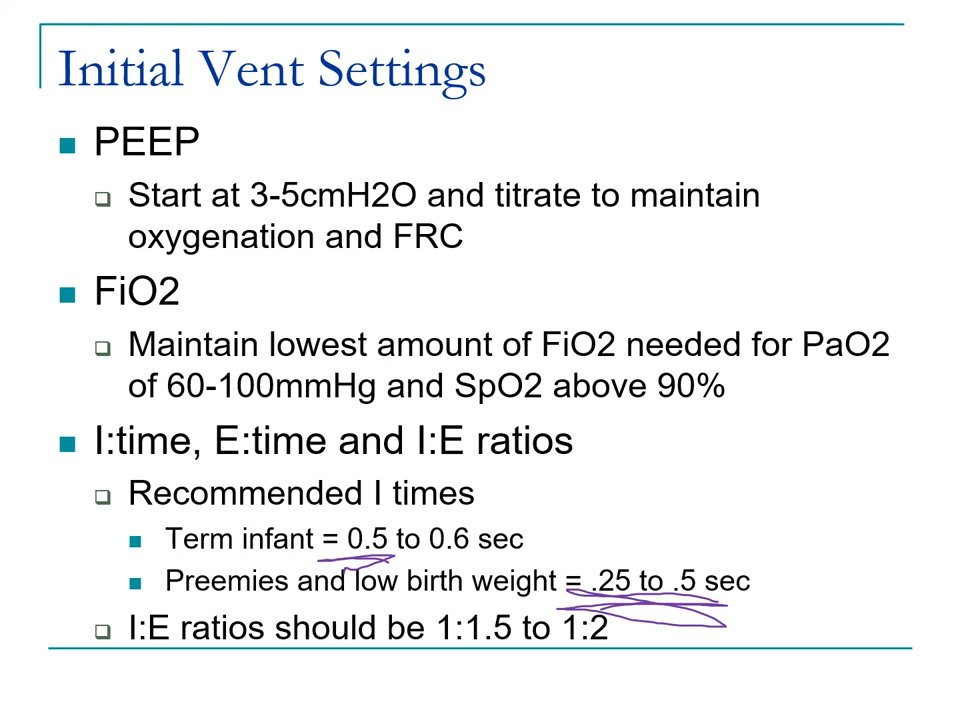 Initial Vent Settings
PEEP
Start at 3-5cmH2O and titrate to maintain
oxygenation and FRC
FiO2
Maintain lowest amount of FiO2 needed for PaO2
of 60-100mmHg and SpO2 above 90%
I:time, E:time and I:E ratios
Recommended I times
Term infant = 0.5 to 0.6 sec
Preemies and low birth weight = .25 to .5 sec
I:E ratios should be 1:1.5 to 1:2